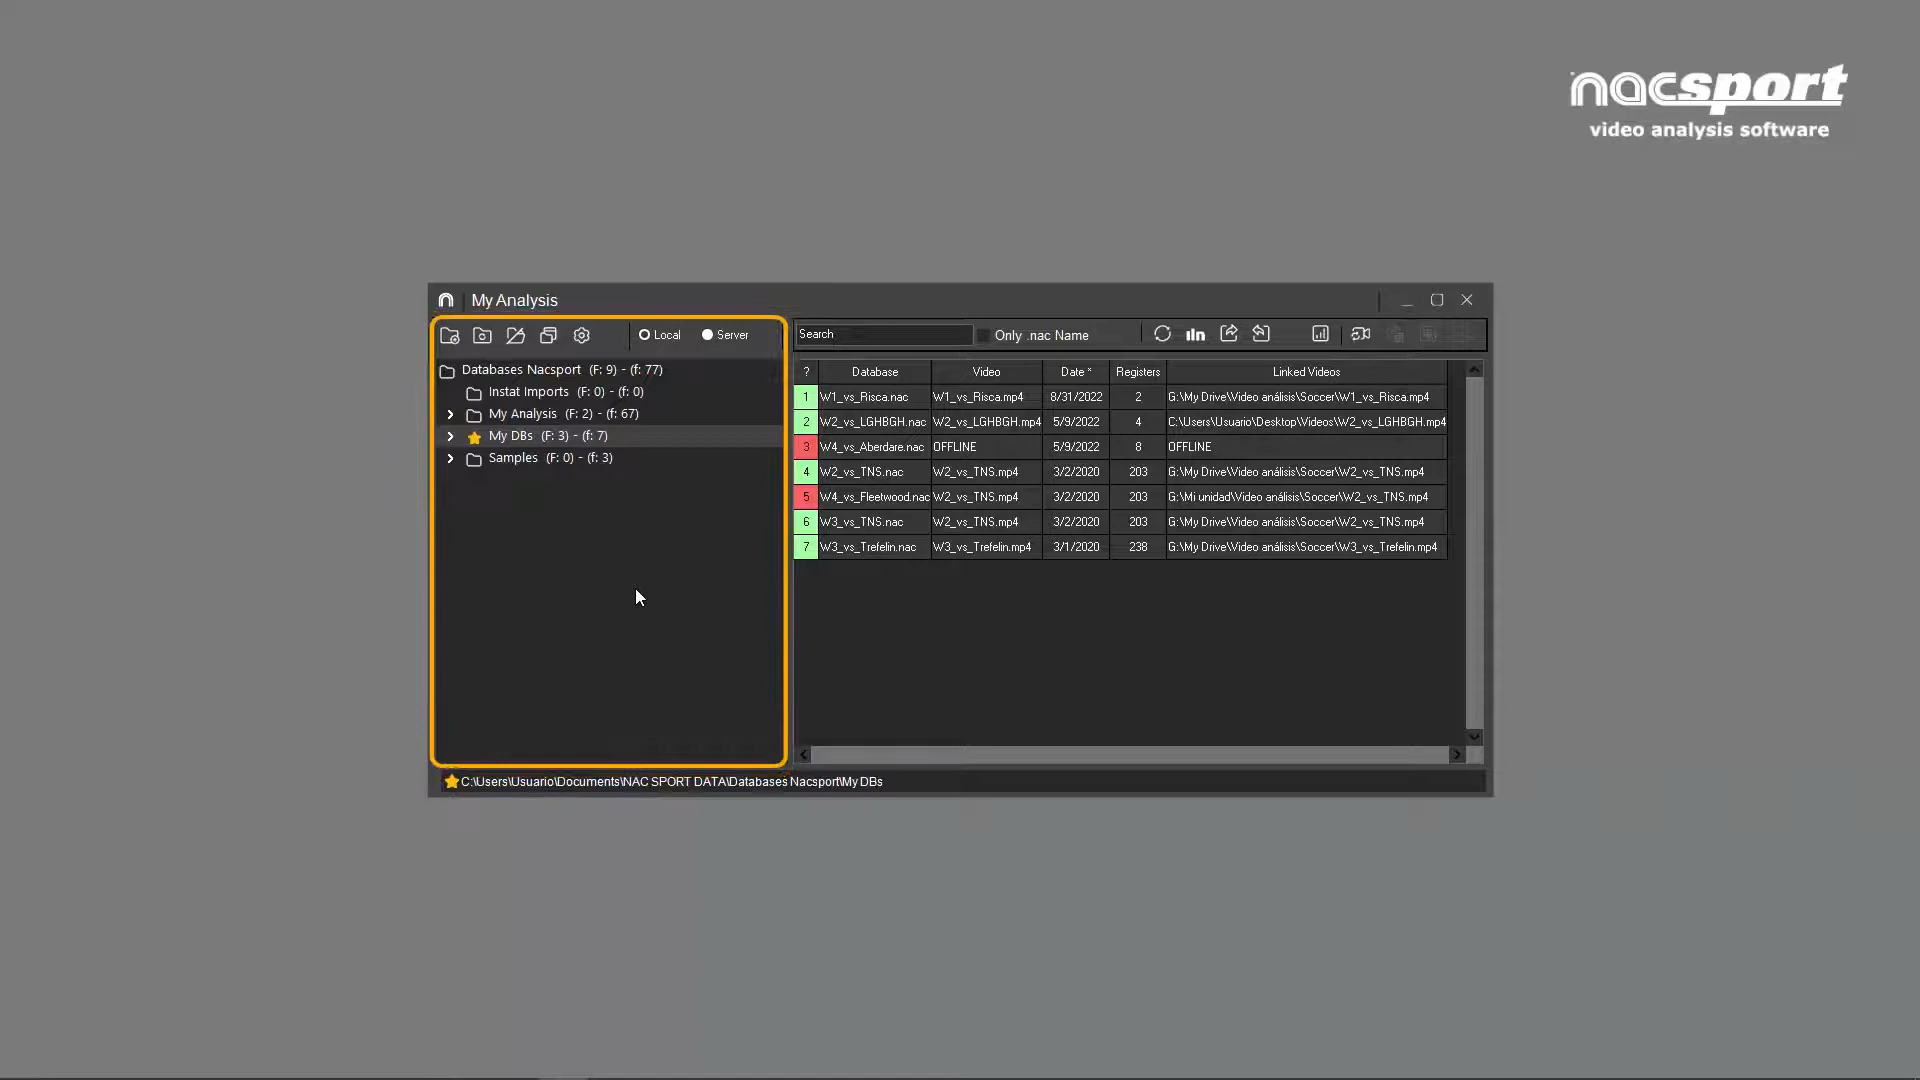 nacsport
video analysis software
My Analysis
Local Server
Search
Only .nac Name
Databases Nacsport (F: 9) - (f: 77)
Instat Imports (F: 0) - (f: 0)
My Analysis (F: 2) - (f: 67)
My DBs (F: 3) - (f: 7)
Samples (F: 0) - (f: 3)
? Database Video Date * Registers Linked Videos
1 W1_vs_Risca.nac W1_vs_Risca.mp4 8/31/2022 2 G:\My Drive\Video análisis\Soccer\W1_vs_Risca.mp4
2 W2_vs_LGHBGH.nac W2_vs_LGHBGH.mp4 5/9/2022 4 C:\Users\Usuario\Desktop\Videos\W2_vs_LGHBGH.mp4
3 W4_vs_Aberdare.nac OFFLINE 5/9/2022 8 OFFLINE
4 W2_vs_TNS.nac W2_vs_TNS.mp4 3/2/2020 203 G:\My Drive\Video análisis\Soccer\W2_vs_TNS.mp4
5 W4_vs_Fleetwood.nac W2_vs_TNS.mp4 3/2/2020 203 G:\Mi unidad\Video análisis\Soccer\W2_vs_TNS.mp4
6 W3_vs_TNS.nac W2_vs_TNS.mp4 3/2/2020 203 G:\My Drive\Video análisis\Soccer\W2_vs_TNS.mp4
7 W3_vs_Trefelin.nac W3_vs_Trefelin.mp4 3/1/2020 238 G:\My Drive\Video análisis\Soccer\W3_vs_Trefelin.mp4
C:\Users\Usuario\Documents\NAC SPORT DATA\Databases Nacsport\My DBs